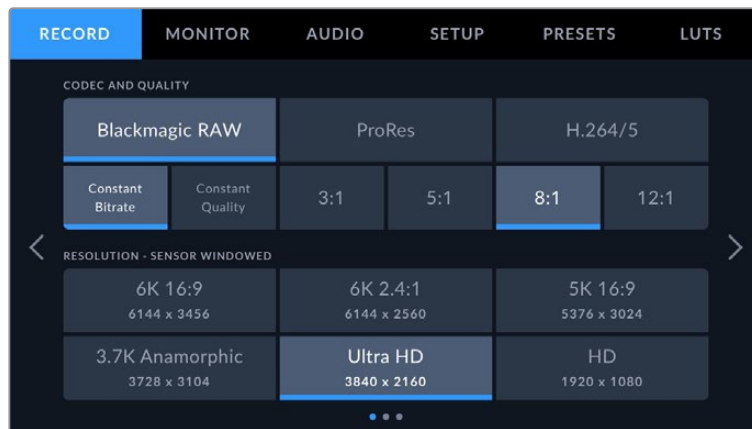 RECORD MONITOR AUDIO SETUP PRESETS LUTS
CODEC AND QUALITY
Blackmagic RAW ProRes H.264/5
Constant Bitrate Constant Quality 3:1 5:1 8:1 12:1
RESOLUTION - SENSOR WINDOWED
6K 16:9 6K 2.4:1 5K 16:9
6144 x 3456 6144 x 2560 5376 x 3024
3.7K Anamorphic Ultra HD HD
3728 x 3104 3840 x 2160 1920 x 1080